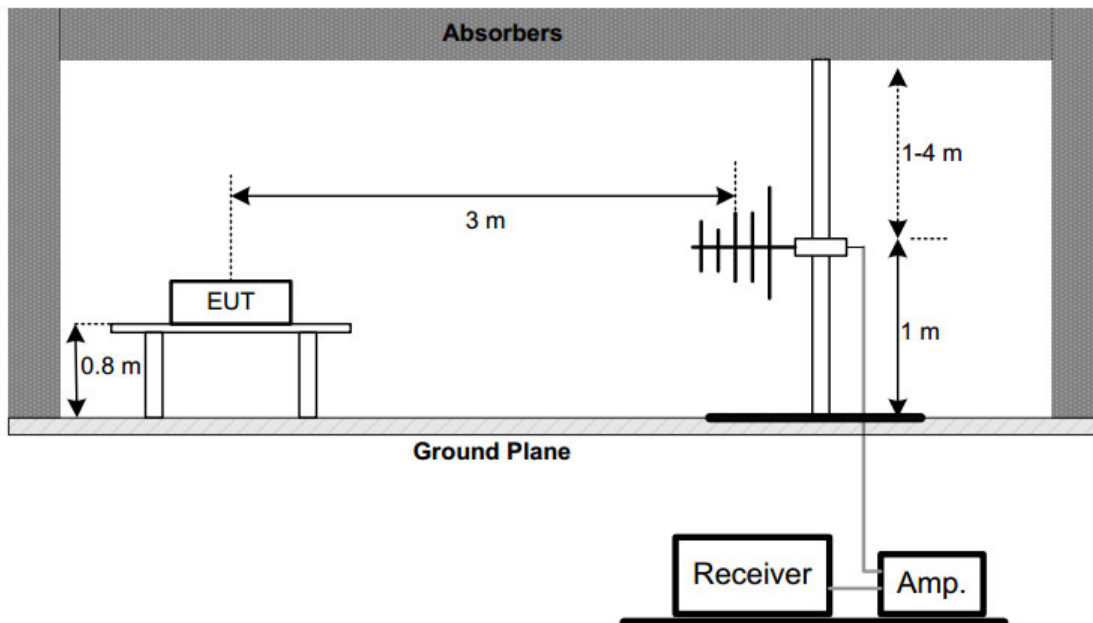 Absorbers
1-4 m
3 m
EUT
0.8 m
1 m
Ground Plane
Receiver
Amp.